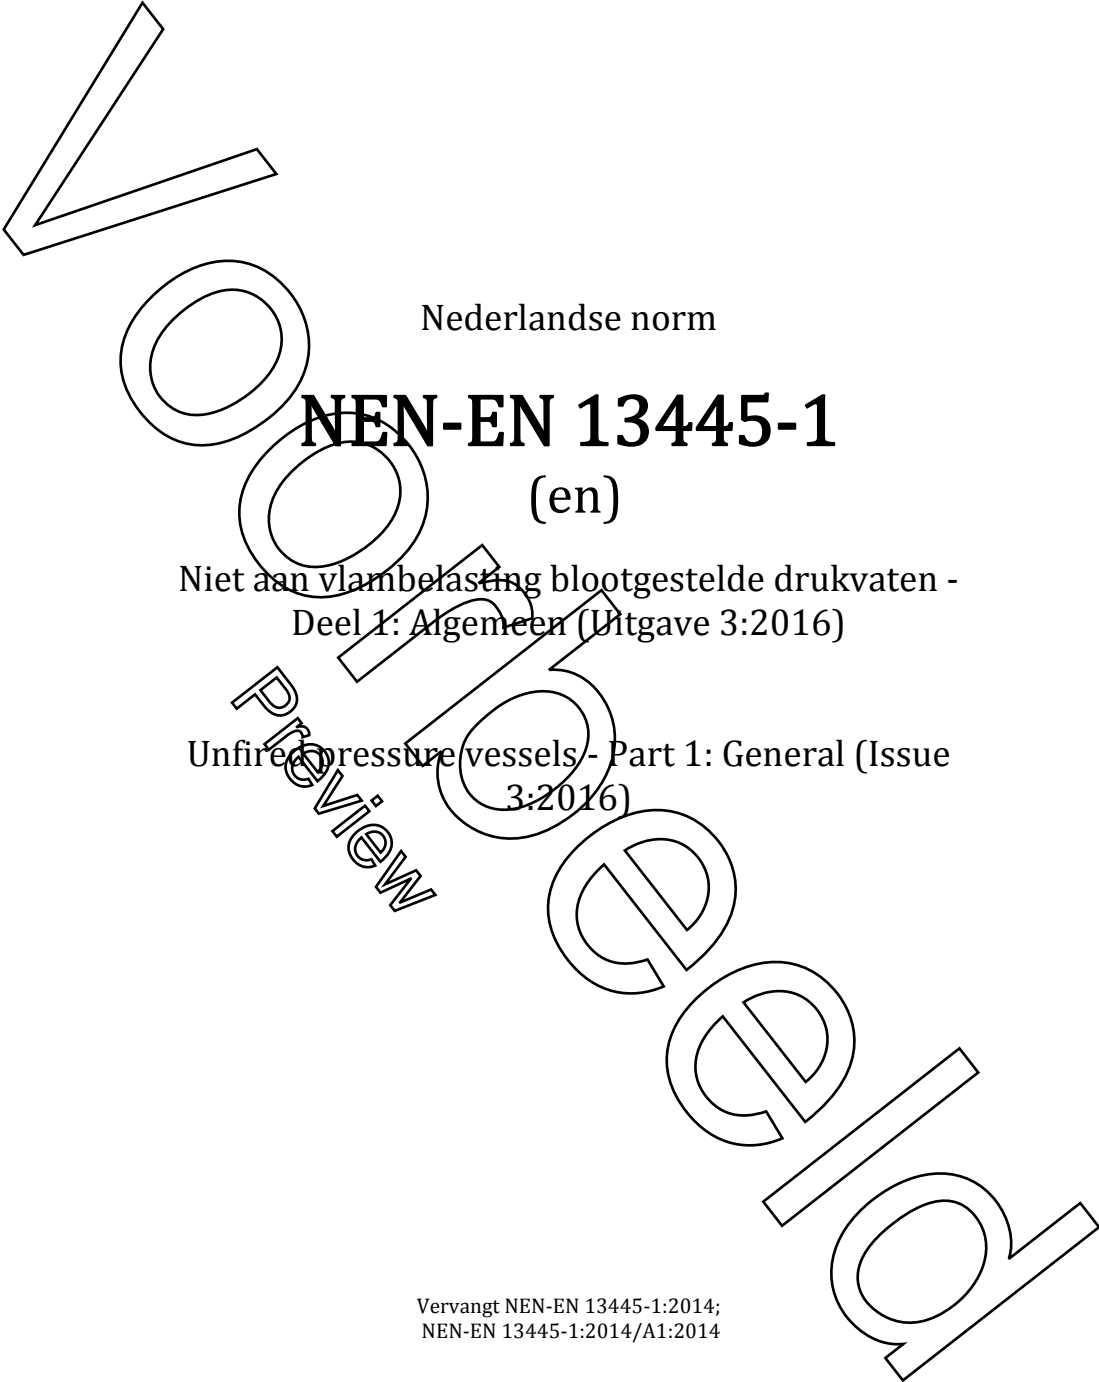 Nederlandse norm
NEN-EN 13445-1
(en)
Niet aan vlambelasting blootgestelde drukvaten -
Deel 1: Algemeen (Uitgave 3:2016)
Unfired pressure vessels - Part 1: General (Issue
3:2016)
Vervangt NEN-EN 13445-1:2014;
NEN-EN 13445-1:2014/A1:2014
Voorbeeld
Preview